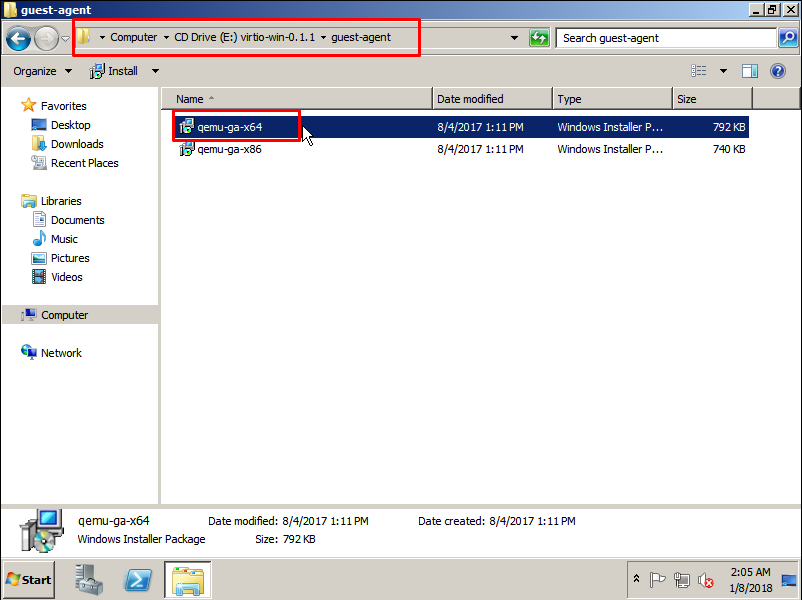 guest-agent
Computer CD Drive (E:) virtio-win-0.1.1 guest-agent Search guest-agent
Organize Install
Name Date modified Type Size
Favorites
Desktop
Downloads
Recent Places
Libraries
Documents
Music
Pictures
Videos
Computer
Network
qemu-ga-x64 8/4/2017 1:11 PM Windows Installer P... 792 KB
qemu-ga-x86 8/4/2017 1:11 PM Windows Installer P... 740 KB
qemu-ga-x64 Date modified: 8/4/2017 1:11 PM Date created: 8/4/2017 1:11 PM
Windows Installer Package Size: 792 KB
Start
2:05 AM
1/8/2018